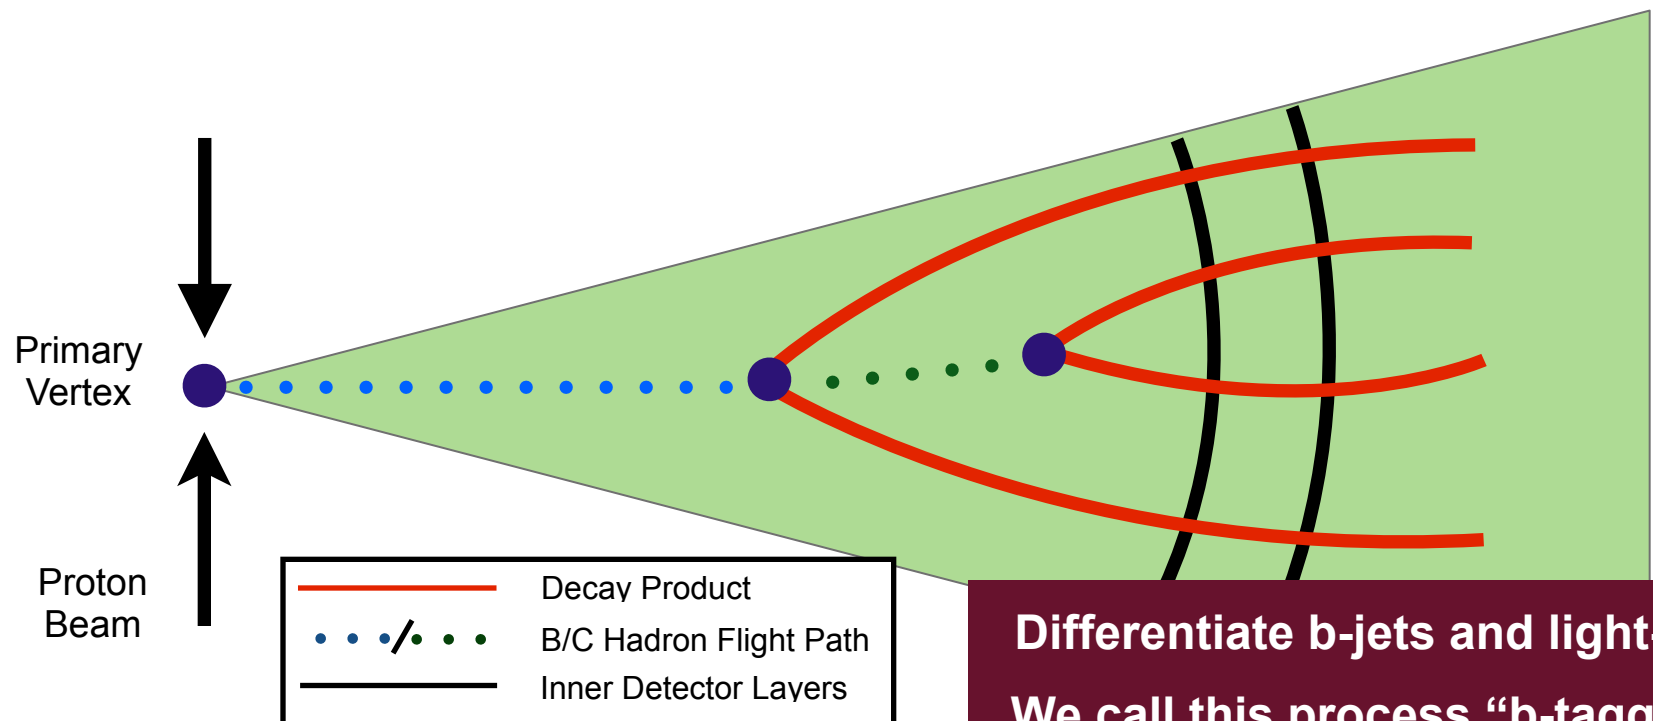 Primary
Vertex
Proton
Beam
Decay Product
B/C Hadron Flight Path
Inner Detector Layers
Differentiate b-jets and light-
We call this process “b-tagg